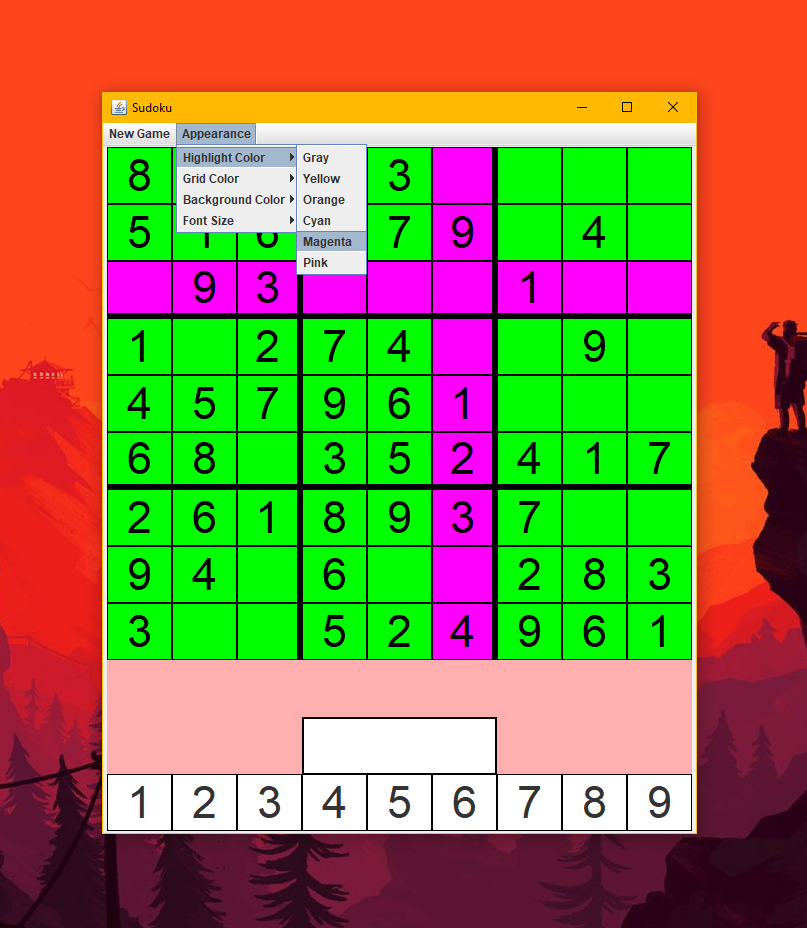 Sudoku
New Game Appearance
Highlight Color
Grid Color
Background Color
Font Size
Gray
Yellow
Orange
Cyan
Magenta
Pink
8 3
5 1 6 7 9 4
9 3 1
1 2 7 4 9
4 5 7 9 6 1
6 8 3 5 2 4 1 7
2 6 1 8 9 3 7
9 4 6 2 8 3
3 5 2 4 9 6 1
1 2 3 4 5 6 7 8 9